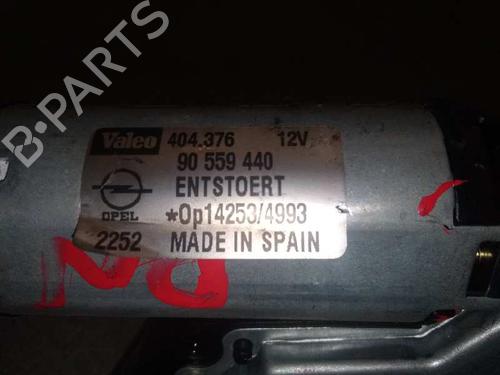 B-PARTS
Valeo 404.376 12V
90 559 440
ENTSTOERT
OPEL *Op14253/4993
2252 MADE IN SPAIN